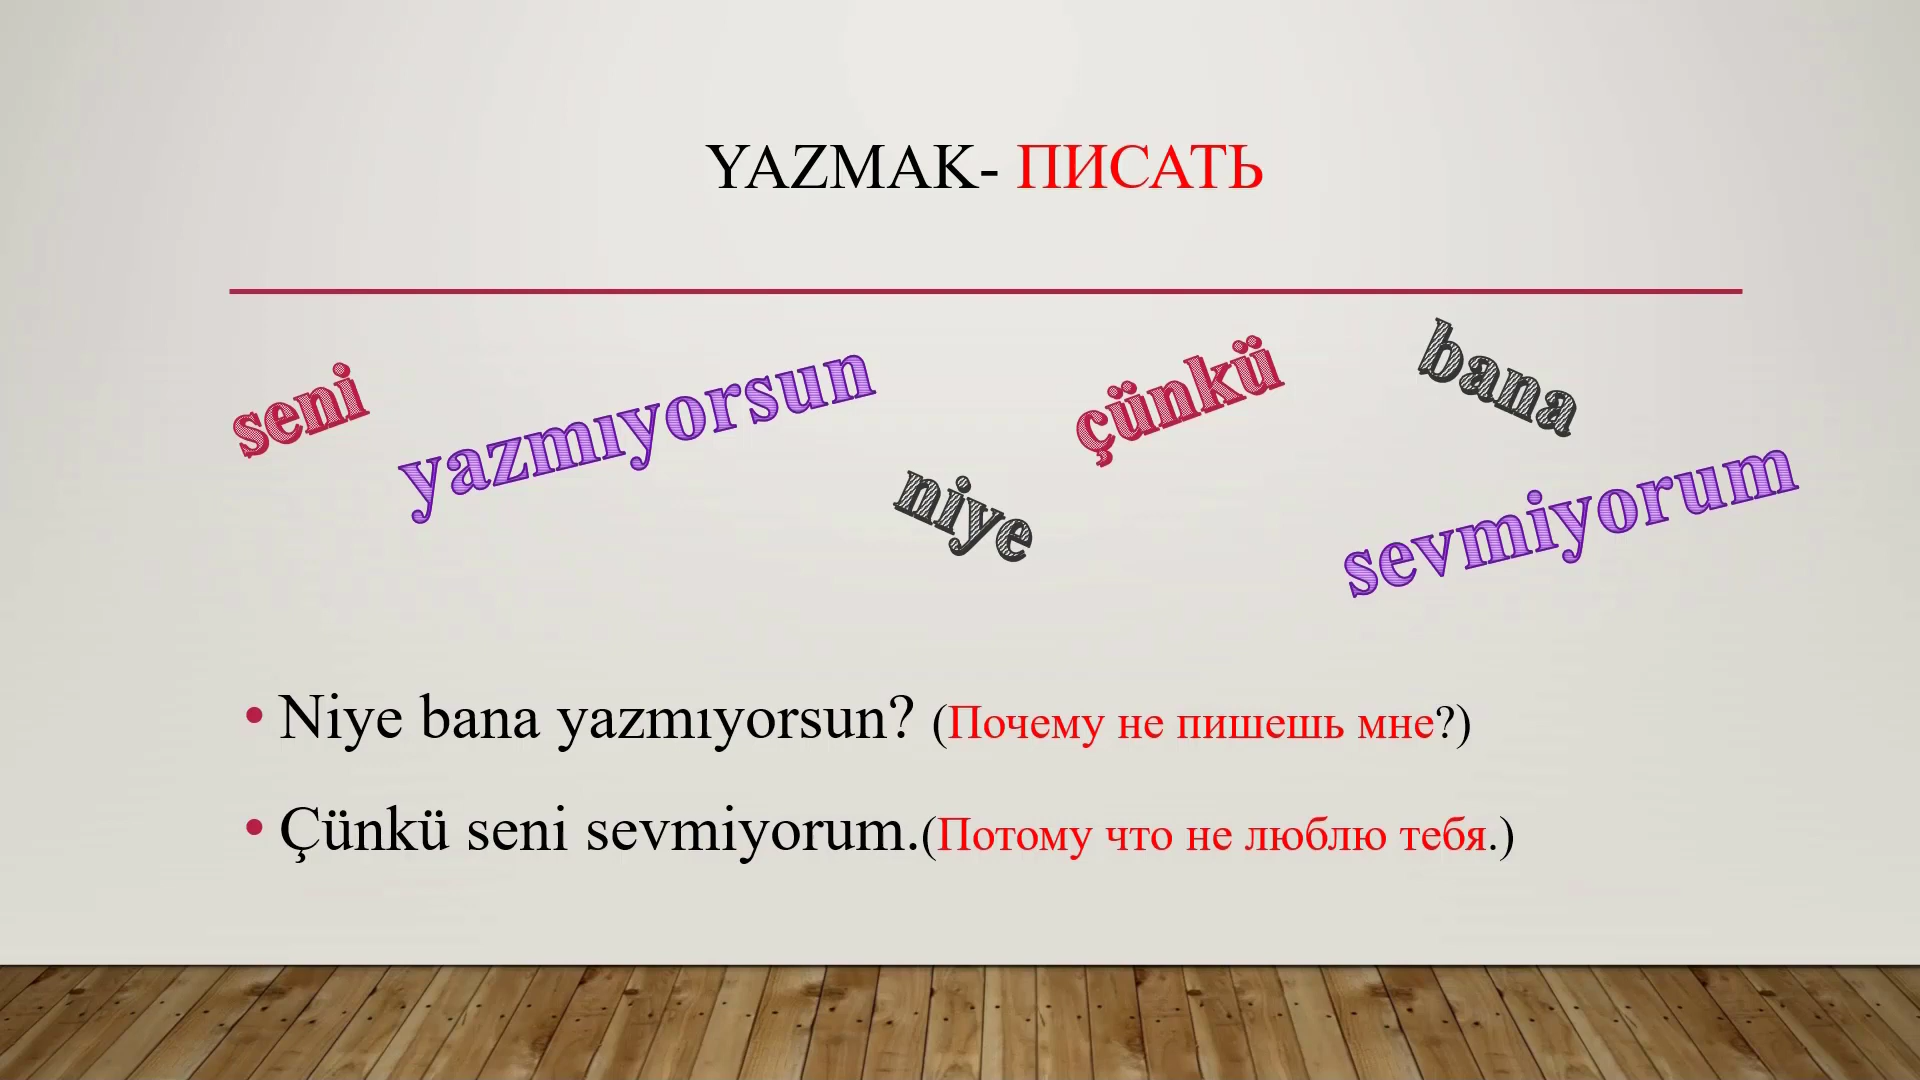 YAZMAK- ПИСАТЬ
seni
yazmıyorsun
niye
çünkü
bana
sevmiyorum
• Niye bana yazmıyorsun? (Почему не пишешь мне?)
• Çünkü seni sevmiyorum.(Потому что не люблю тебя.)